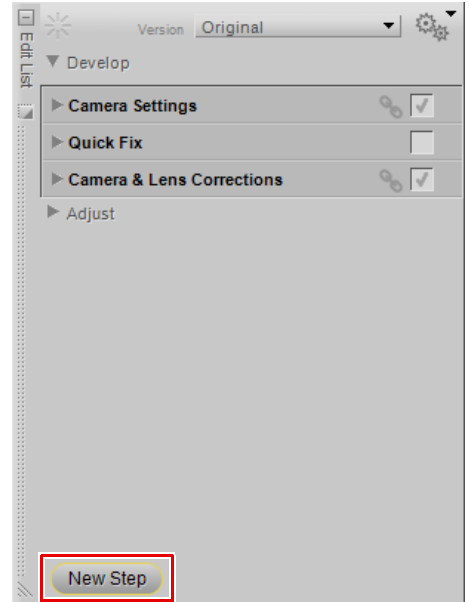 Edit List
Version Original
Develop
Camera Settings
Quick Fix
Camera & Lens Corrections
Adjust
New Step